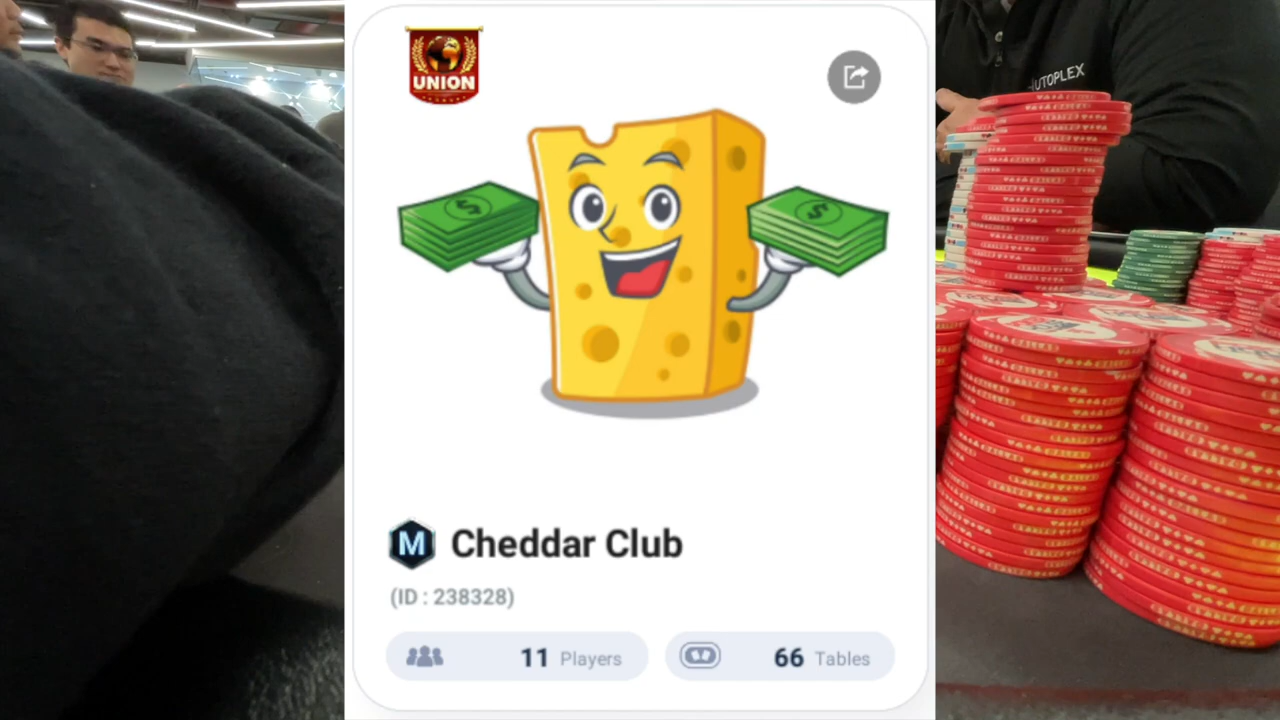 UNION
$
$
M Cheddar Club
(ID : 238328)
11 Players
66 Tables
UTOPLEX